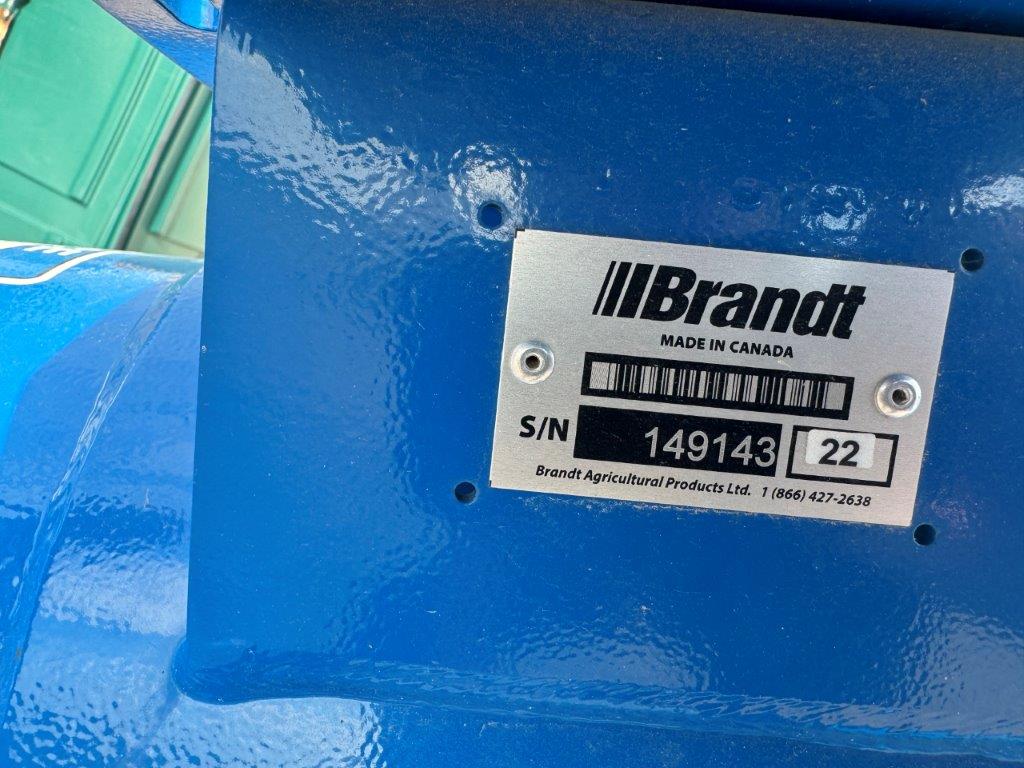 Brandt
MADE IN CANADA
S/N 149143 22
Brandt Agricultural Products Ltd. 1 (866) 427-2638